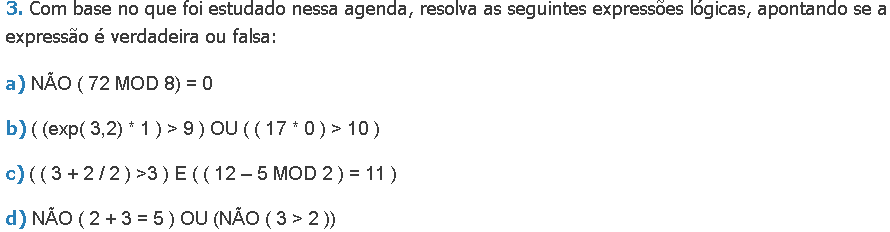 3. Com base no que foi estudado nessa agenda, resolva as seguintes expressões lógicas, apontando se a
expressão é verdadeira ou falsa:
a) NÃO ( 72 MOD 8) = 0
b) ( (exp( 3,2) * 1 ) > 9 ) OU ( ( 17 * 0 ) > 10 )
c) ( ( 3 + 2 / 2 ) >3 ) E ( ( 12 – 5 MOD 2 ) = 11 )
d) NÃO ( 2 + 3 = 5 ) OU (NÃO ( 3 > 2 ))